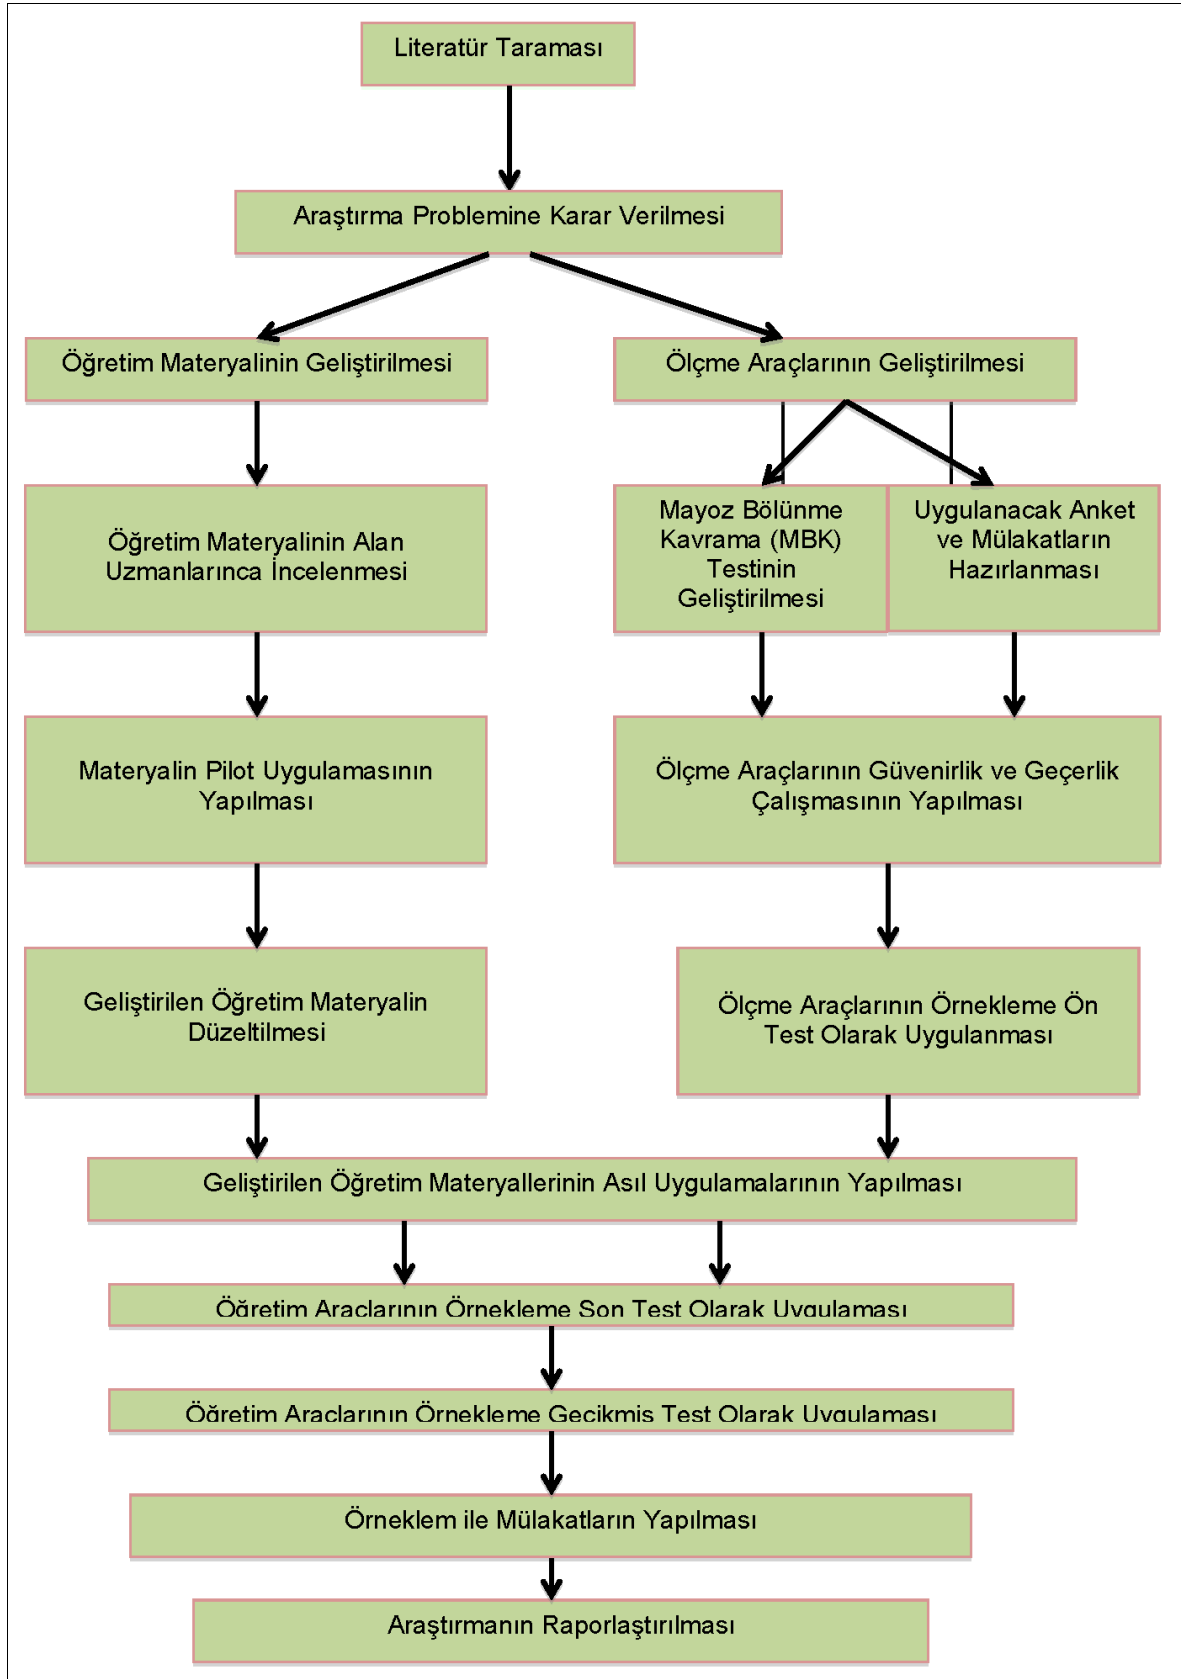 Literatür Taraması
Araştırma Problemine Karar Verilmesi
Öğretim Materyalinin Geliştirilmesi
Ölçme Araçlarının Geliştirilmesi
Öğretim Materyalinin Alan
Uzmanlarınca İncelenmesi
Mayoz Bölünme
Kavrama (MBK)
Testinin
Geliştirilmesi
Uygulanacak Anket
ve Mülakatların
Hazırlanması
Materyalin Pilot Uygulamasının
Yapılması
Ölçme Araçlarının Güvenirlik ve Geçerlik
Çalışmasının Yapılması
Geliştirilen Öğretim Materyalin
Düzeltilmesi
Ölçme Araçlarının Örnekleme Ön
Test Olarak Uygulanması
Geliştirilen Öğretim Materyallerinin Asıl Uygulamalarının Yapılması
Öğretim Araçlarının Örnekleme Son Test Olarak Uygulaması
Öğretim Araçlarının Örnekleme Gecikmiş Test Olarak Uygulaması
Örneklem ile Mülakatların Yapılması
Araştırmanın Raporlaştırılması